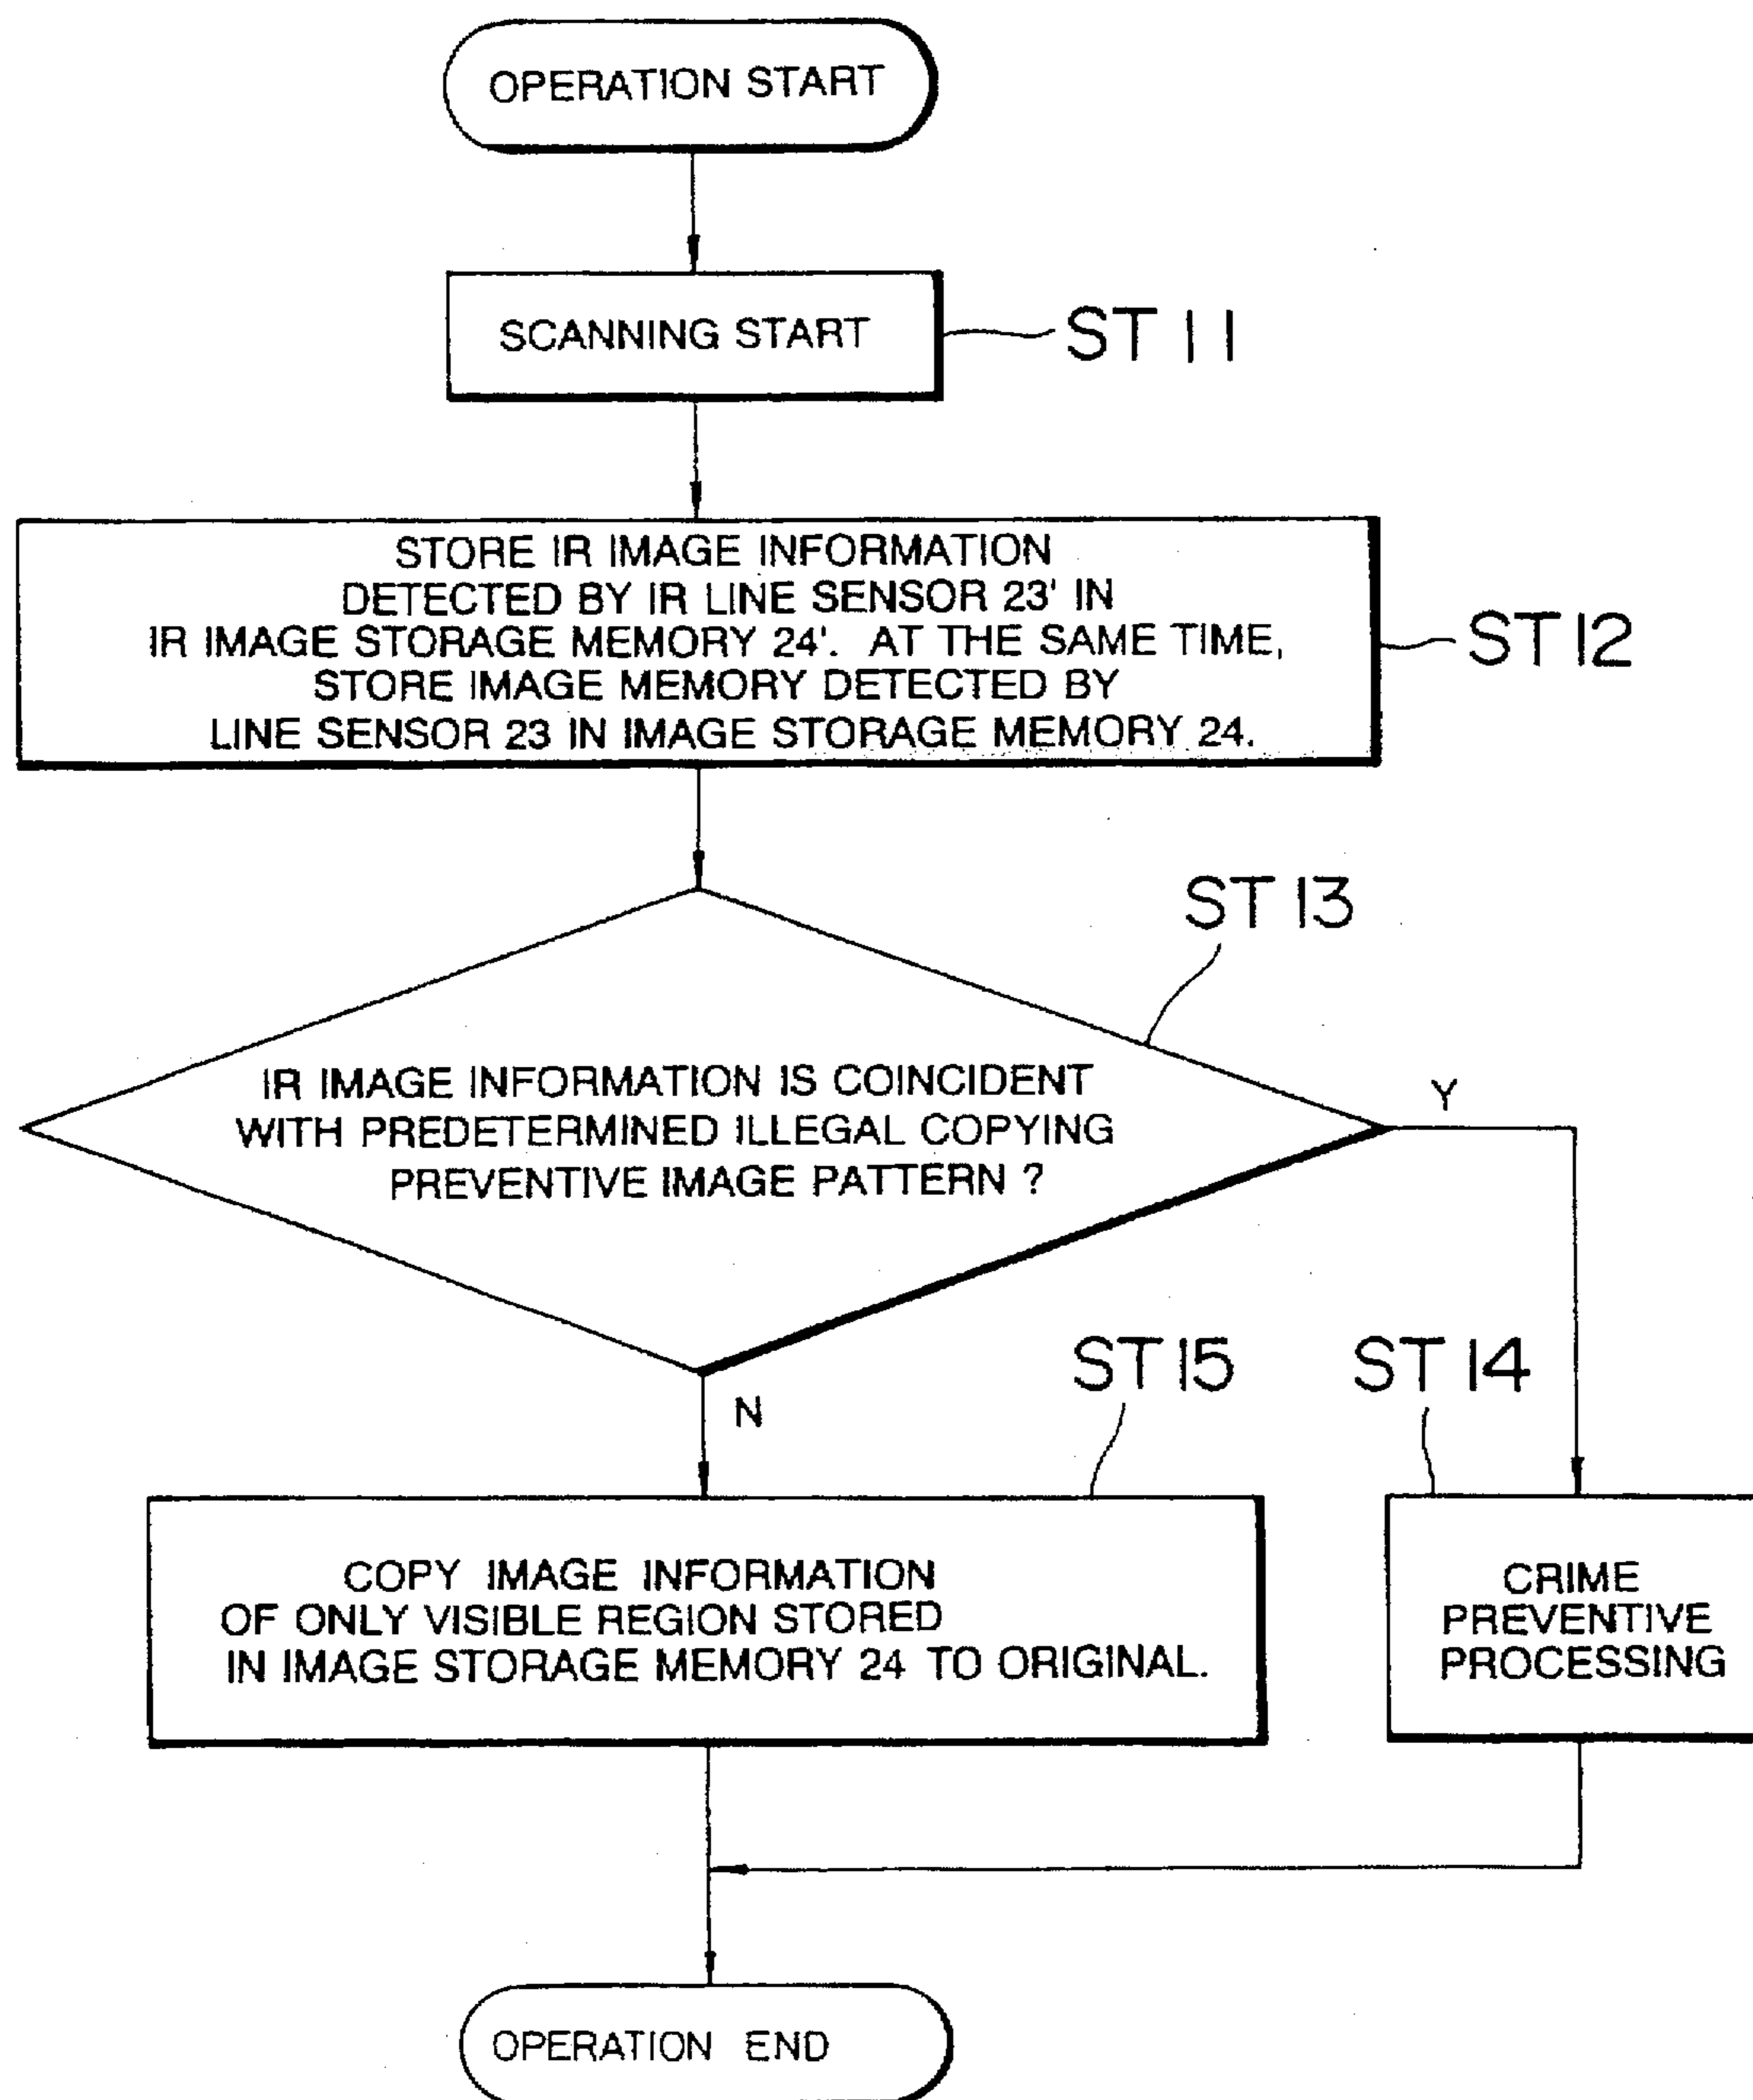 OPERATION START
SCANNING START
ST 11
STORE IR IMAGE INFORMATION
DETECTED BY IR LINE SENSOR 23' IN
IR IMAGE STORAGE MEMORY 24'. AT THE SAME TIME,
STORE IMAGE MEMORY DETECTED BY
LINE SENSOR 23 IN IMAGE STORAGE MEMORY 24.
ST 12
ST 13
IR IMAGE INFORMATION IS COINCIDENT
WITH PREDETERMINED ILLEGAL COPYING
PREVENTIVE IMAGE PATTERN ?
Y
N
ST 15
ST 14
COPY IMAGE INFORMATION
OF ONLY VISIBLE REGION STORED
IN IMAGE STORAGE MEMORY 24 TO ORIGINAL.
CRIME
PREVENTIVE
PROCESSING
OPERATION END